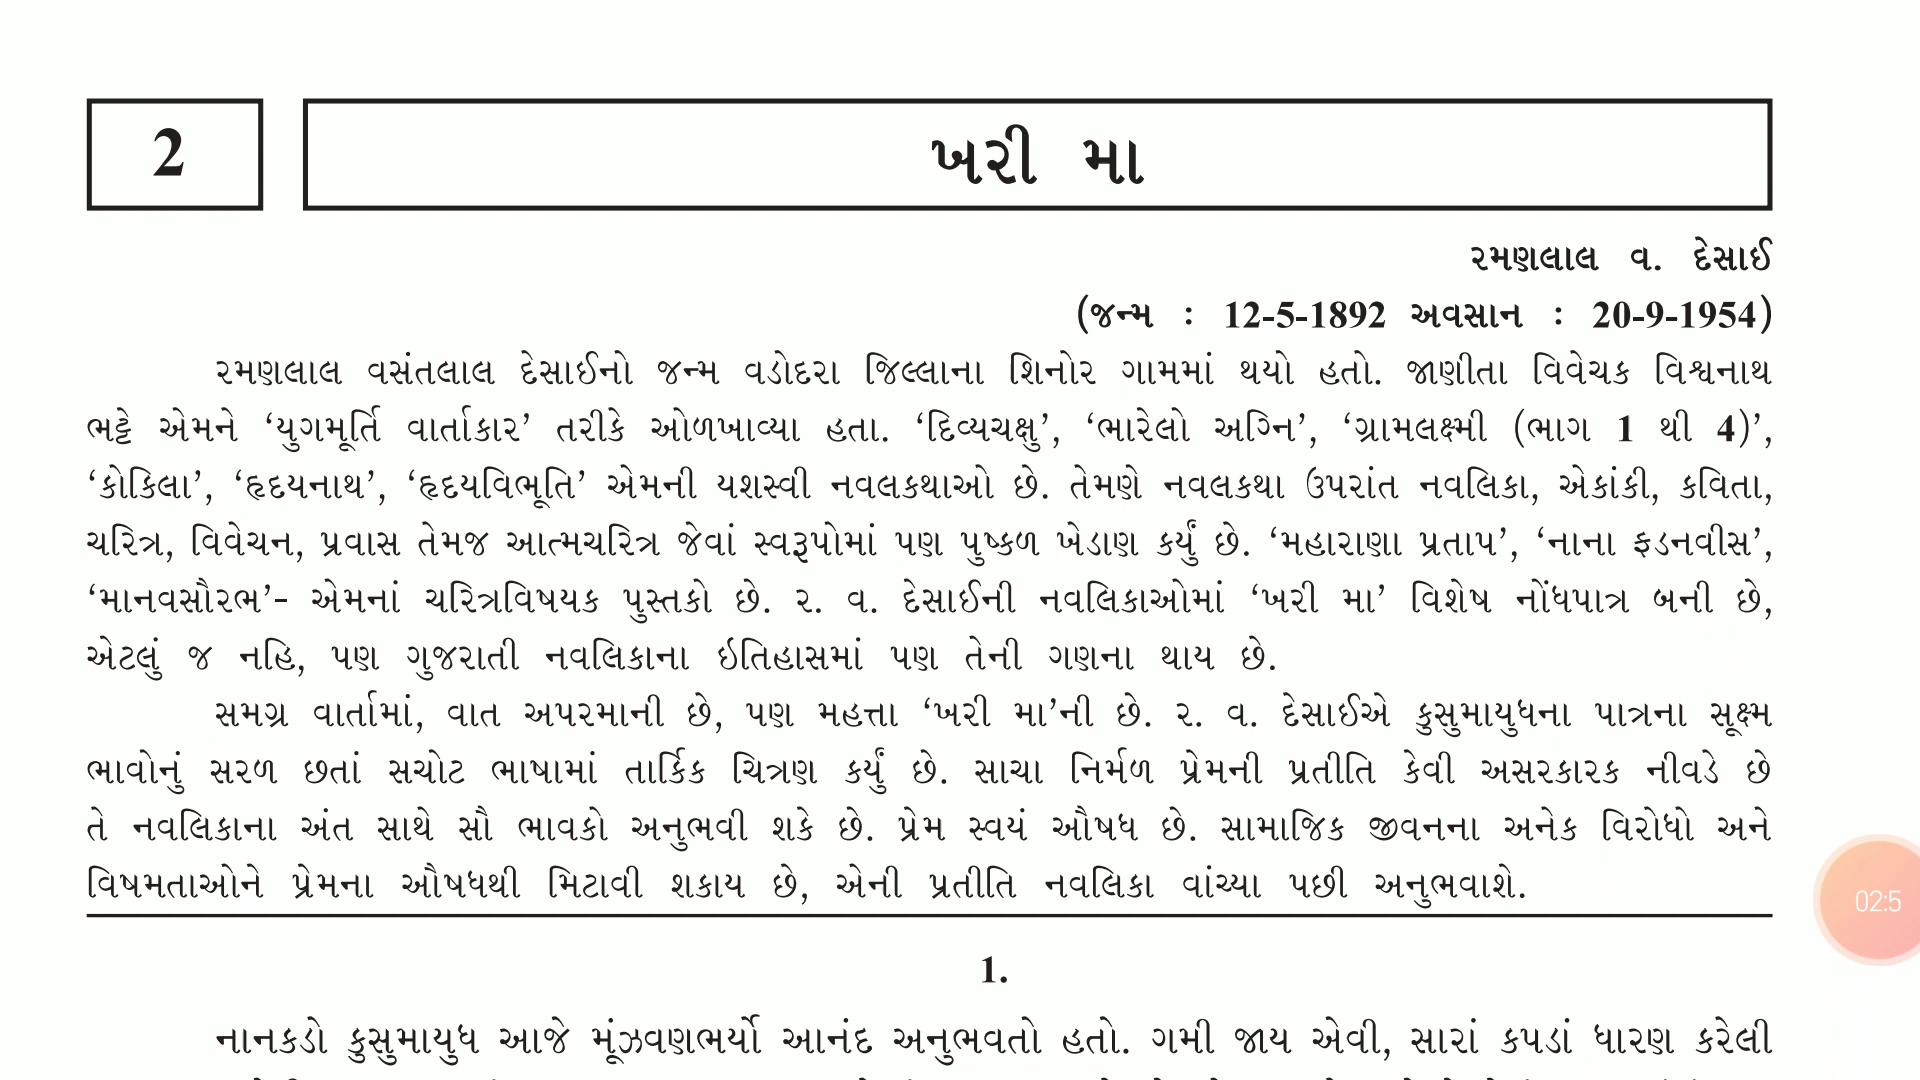 2
ખરી મા
રમણલાલ વ. દેસાઈ
(જન્મ : 12-5-1892 અવસાન : 20-9-1954)
રમણલાલ વસંતલાલ દેસાઈનો જન્મ વડોદરા જિલ્લાના શિનોર ગામમાં થયો હતો. જાણીતા વિવેચક વિશ્વનાથ
ભટ્ટે એમને ‘યુગમૂર્તિ વાર્તાકાર’ તરીકે ઓળખાવ્યા હતા. ‘દિવ્યચક્ષુ’, ‘ભારેલો અગ્નિ’, ‘ગ્રામલક્ષ્મી (ભાગ 1 થી 4)’,
‘કોકિલા’, ‘હૃદયનાથ’, ‘હૃદયવિભૂતિ’ એમની યશસ્વી નવલકથાઓ છે. તેમણે નવલકથા ઉપરાંત નવલિકા, એકાંકી, કવિતા,
ચરિત્ર, વિવેચન, પ્રવાસ તેમજ આત્મચરિત્ર જેવાં સ્વરૂપોમાં પણ પુષ્કળ ખેડાણ કર્યું છે. ‘મહારાણા પ્રતાપ’, ‘નાના ફડનવીસ’,
‘માનવસૌરભ’- એમનાં ચરિત્રવિષયક પુસ્તકો છે. ર. વ. દેસાઈની નવલિકાઓમાં ‘ખરી મા’ વિશેષ નોંધપાત્ર બની છે,
એટલું જ નહિ, પણ ગુજરાતી નવલિકાના ઇતિહાસમાં પણ તેની ગણના થાય છે.
સમગ્ર વાર્તામાં, વાત અપરમાની છે, પણ મહત્તા ‘ખરી મા’ની છે. ર. વ. દેસાઈએ કુસુમાયુધના પાત્રના સૂક્ષ્મ
ભાવોનું સરળ છતાં સચોટ ભાષામાં તાર્કિક ચિત્રણ કર્યું છે. સાચા નિર્મળ પ્રેમની પ્રતીતિ કેવી અસરકારક નીવડે છે
તે નવલિકાના અંત સાથે સૌ ભાવકો અનુભવી શકે છે. પ્રેમ સ્વયં ઔષધ છે. સામાજિક જીવનના અનેક વિરોધો અને
વિષમતાઓને પ્રેમના ઔષધથી મિટાવી શકાય છે, એની પ્રતીતિ નવલિકા વાંચ્યા પછી અનુભવાશે.
02:5
1.
નાનકડો કુસુમાયુધ આજે મૂંઝવણભર્યો આનંદ અનુભવતો હતો. ગમી જાય એવી, સારાં કપડાં ધારણ કરેલી